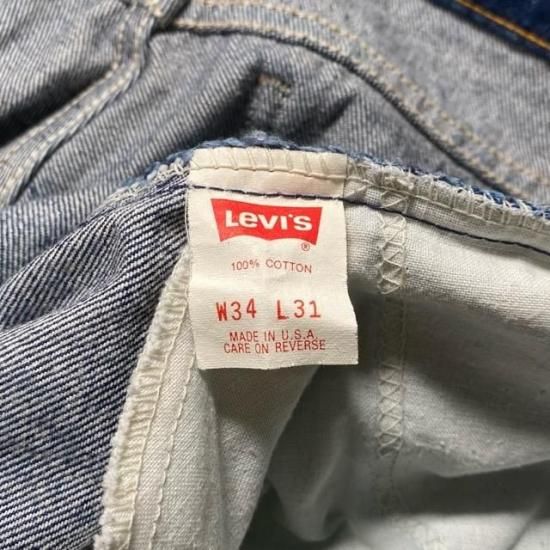 Levi's ®
100% COTTON
W34 L31
MADE IN U.S.A
CARE ON REVERSE